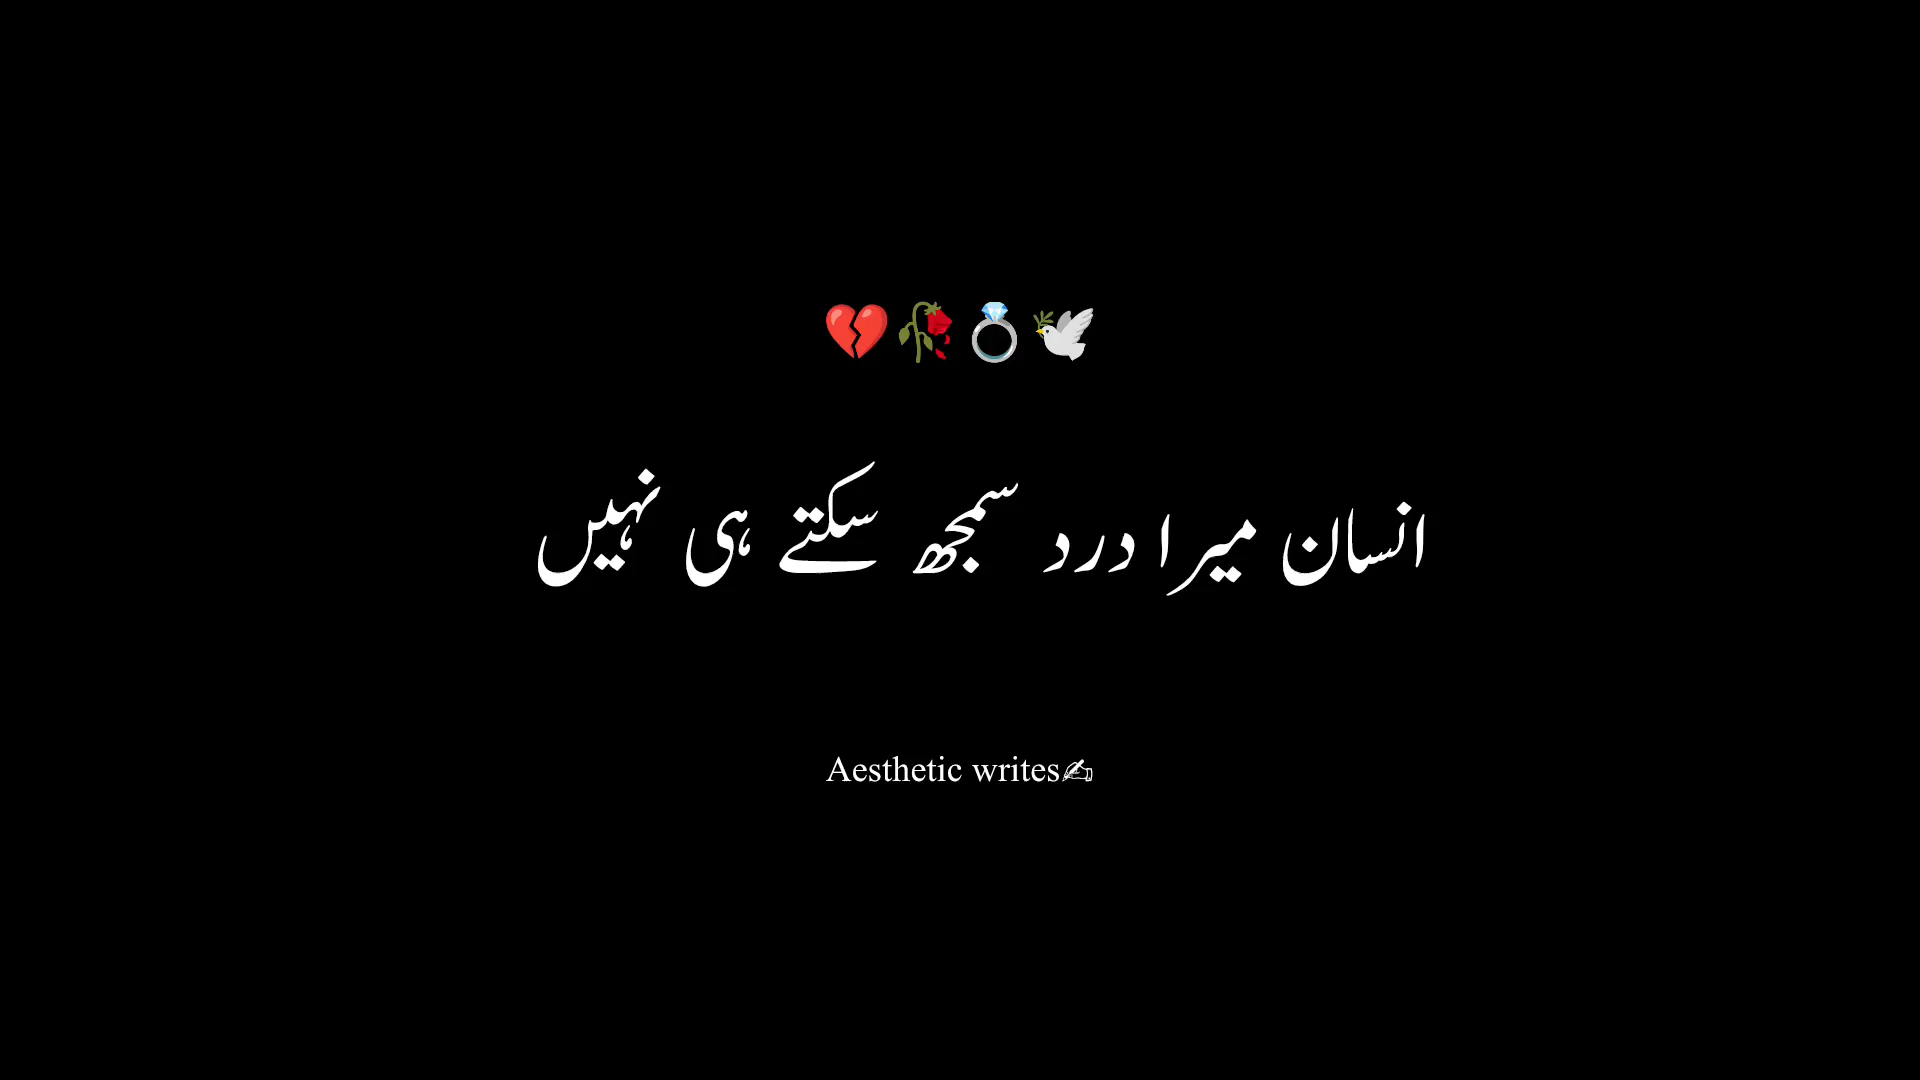 💔🥀💍🕊️
انسان میرا درد سمجھ سکتے ہی نہیں
Aesthetic writes✍